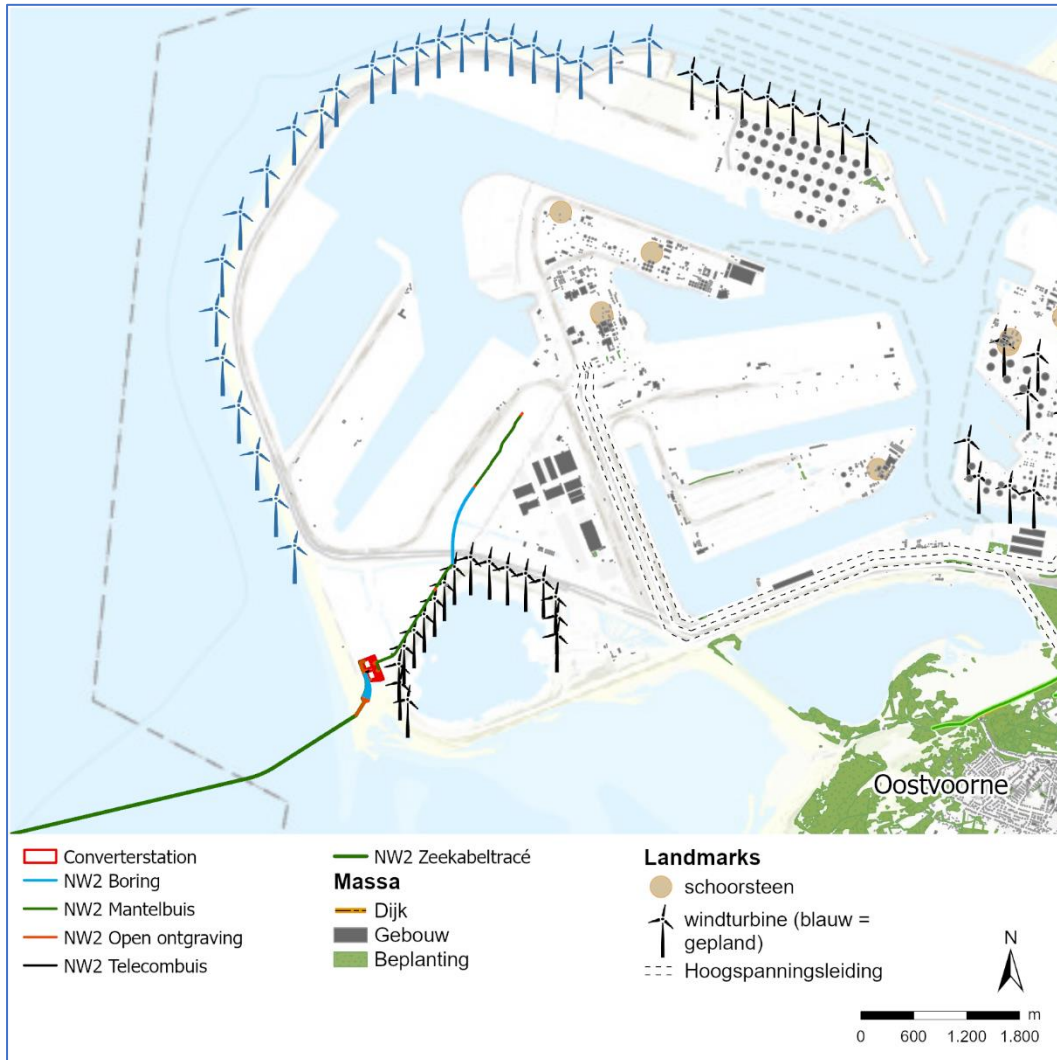 Oostvoorne
Converterstation
NW2 Boring
NW2 Mantelbuis
NW2 Open ontgraving
NW2 Telecombuis
NW2 Zeekabeltracé
Massa
Dijk
Gebouw
Beplanting
Landmarks
schoorsteen
windturbine (blauw =
gepland)
Hoogspanningsleiding
N
m
0 600 1.200 1.800